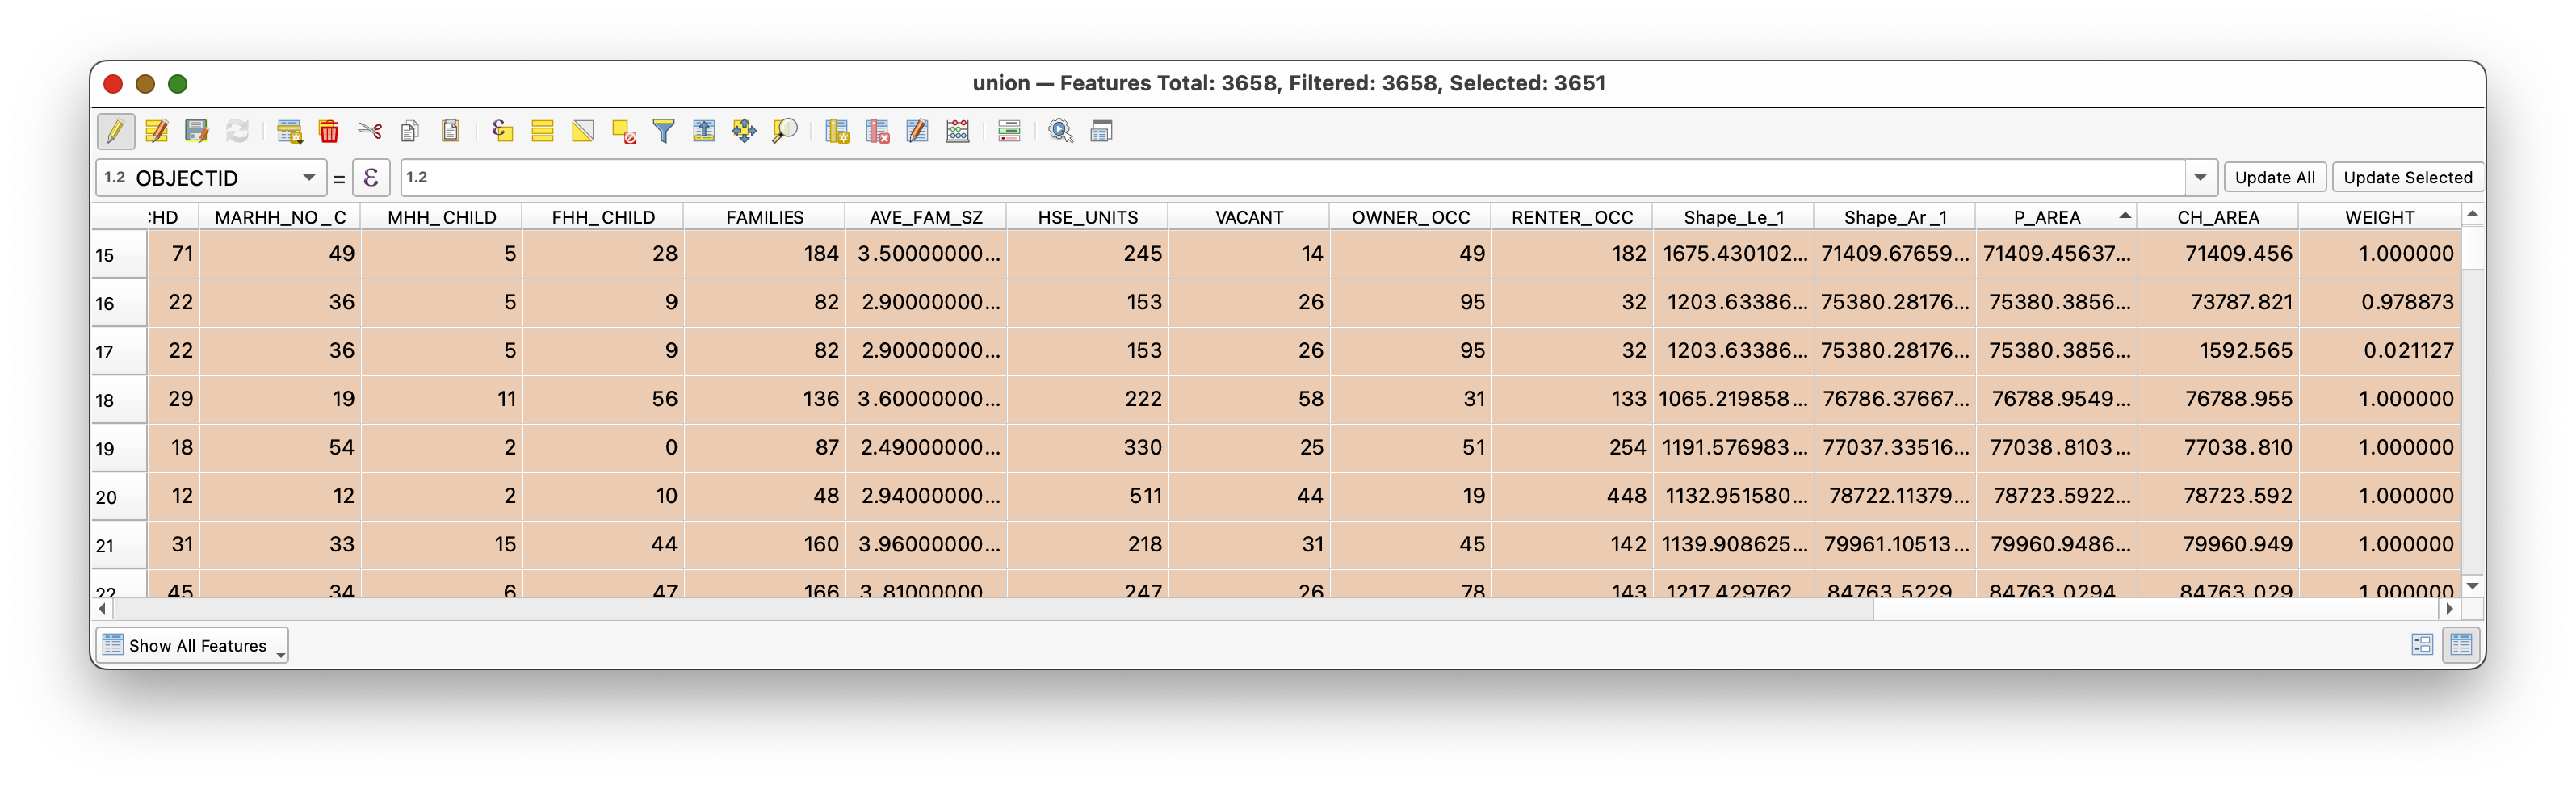 union — Features Total: 3658, Filtered: 3658, Selected: 3651
1.2 OBJECTID = ε 1.2 Update All Update Selected
:HD MARHH_NO_C MHH_CHILD FHH_CHILD FAMILIES AVE_FAM_SZ HSE_UNITS VACANT OWNER_OCC RENTER_OCC Shape_Le_1 Shape_Ar_1 P_AREA CH_AREA WEIGHT
15 71 49 5 28 184 3.50000000... 245 14 49 182 1675.430102... 71409.67659... 71409.45637... 71409.456 1.000000
16 22 36 5 9 82 2.90000000... 153 26 95 32 1203.63386... 75380.28176... 75380.3856... 73787.821 0.978873
17 22 36 5 9 82 2.90000000... 153 26 95 32 1203.63386... 75380.28176... 75380.3856... 1592.565 0.021127
18 29 19 11 56 136 3.60000000... 222 58 31 133 1065.219858... 76786.37667... 76788.9549... 76788.955 1.000000
19 18 54 2 0 87 2.49000000... 330 25 51 254 1191.576983... 77037.33516... 77038.8103... 77038.810 1.000000
20 12 12 2 10 48 2.94000000... 511 44 19 448 1132.951580... 78722.11379... 78723.5922... 78723.592 1.000000
21 31 33 15 44 160 3.96000000... 218 31 45 142 1139.908625... 79961.10513... 79960.9486... 79960.949 1.000000
22 45 34 6 47 166 3.81000000... 247 26 78 143 1217.429762... 84763.5229... 84763.0294... 84763.029 1.000000
Show All Features